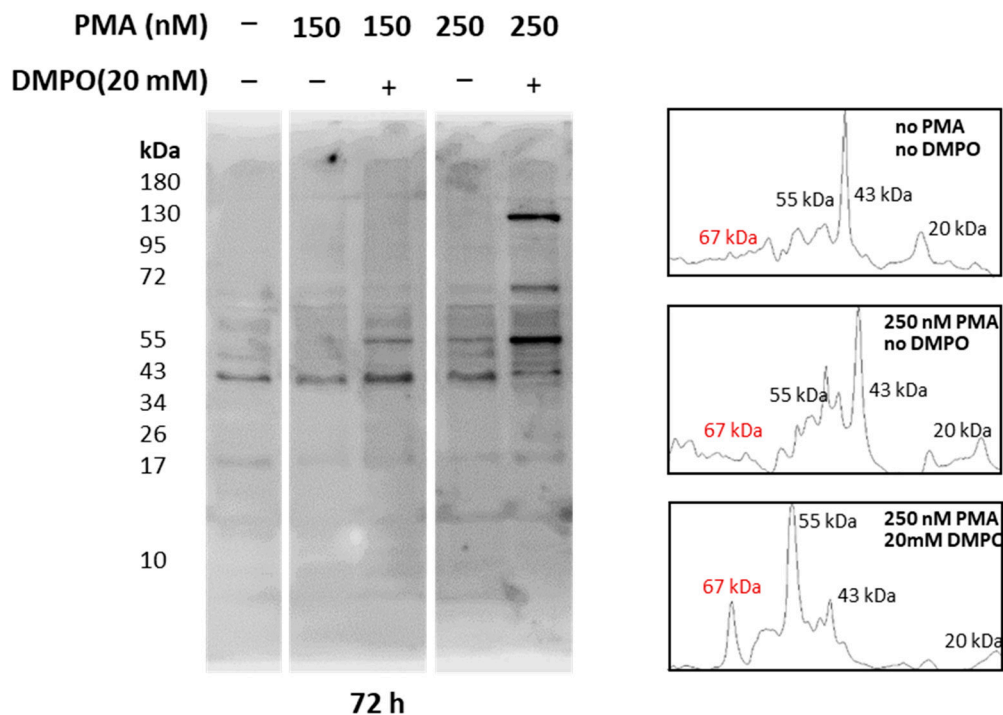 PMA (nM) – 150 150 250 250
DMPO(20 mM) – – + – +
kDa
180
130
95
72
55
43
34
26
17
10
72 h
no PMA
no DMPO
55 kDa
43 kDa
67 kDa
20 kDa
250 nM PMA
no DMPO
55 kDa
43 kDa
67 kDa
20 kDa
55 kDa
250 nM PMA
20mM DMPO
67 kDa
43 kDa
20 kDa